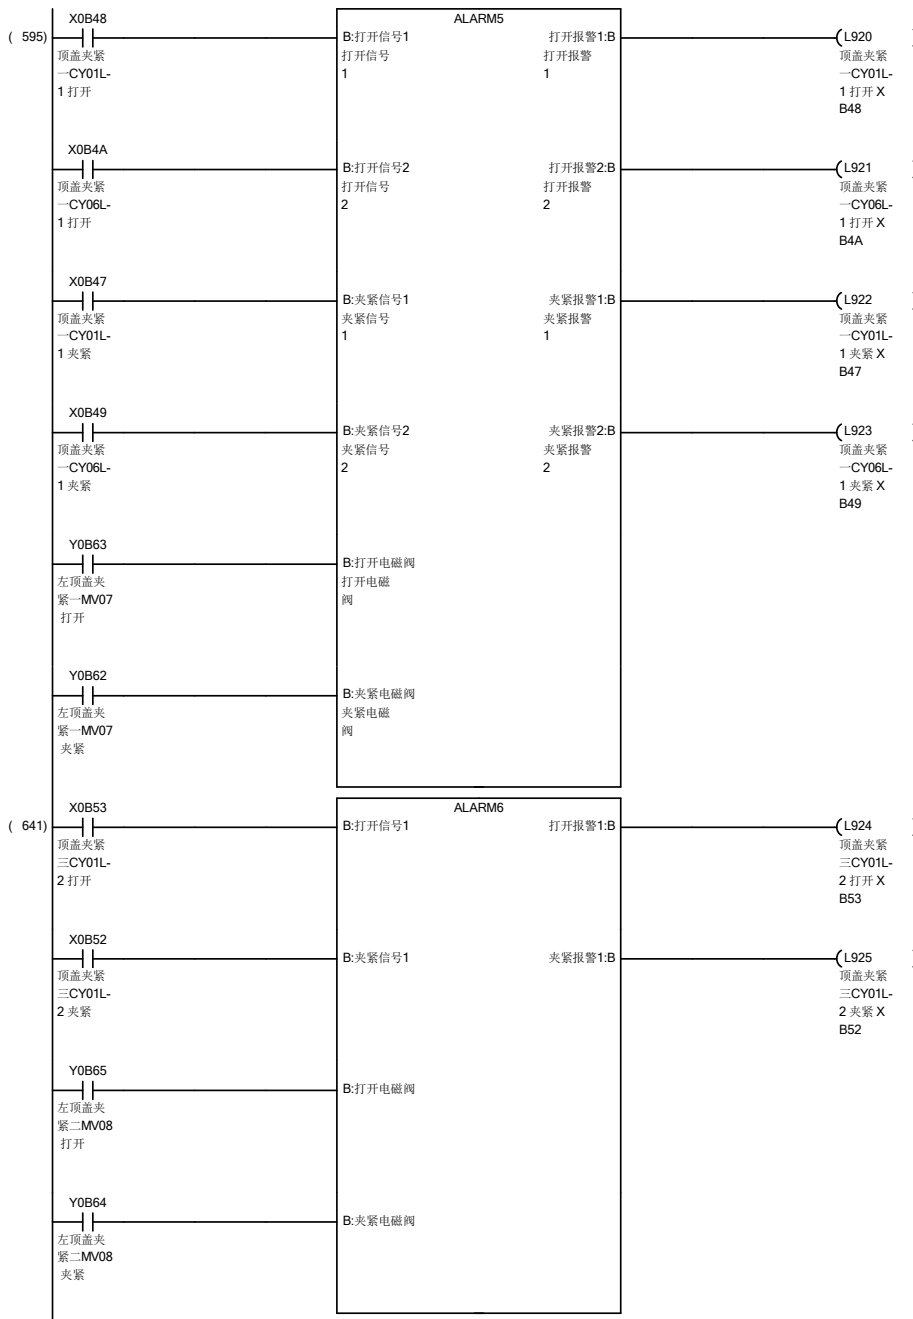 X0B48
ALARM5
( 595)
B:打开信号1
打开报警1:B
L920
顶盖夹紧
一CY01L-
1 打开
打开信号
1
打开报警
1
顶盖夹紧
一CY01L-
1 打开 X
B48
X0B4A
B:打开信号2
打开报警2:B
L921
顶盖夹紧
一CY06L-
1 打开
打开信号
2
打开报警
2
顶盖夹紧
一CY06L-
1 打开 X
B4A
X0B47
B:夹紧信号1
夹紧报警1:B
L922
顶盖夹紧
一CY01L-
1 夹紧
夹紧信号
1
夹紧报警
1
顶盖夹紧
一CY01L-
1 夹紧 X
B47
X0B49
B:夹紧信号2
夹紧报警2:B
L923
顶盖夹紧
一CY06L-
1 夹紧
夹紧信号
2
夹紧报警
2
顶盖夹紧
一CY06L-
1 夹紧 X
B49
Y0B63
B:打开电磁阀
左顶盖夹
紧一MV07
打开
打开电磁
阀
Y0B62
B:夹紧电磁阀
左顶盖夹
紧一MV07
夹紧
夹紧电磁
阀
X0B53
ALARM6
( 641)
B:打开信号1
打开报警1:B
L924
顶盖夹紧
三CY01L-
2 打开
顶盖夹紧
三CY01L-
2 打开 X
B53
X0B52
B:夹紧信号1
夹紧报警1:B
L925
顶盖夹紧
三CY01L-
2 夹紧
顶盖夹紧
三CY01L-
2 夹紧 X
B52
Y0B65
B:打开电磁阀
左顶盖夹
紧二MV08
打开
Y0B64
B:夹紧电磁阀
左顶盖夹
紧二MV08
夹紧